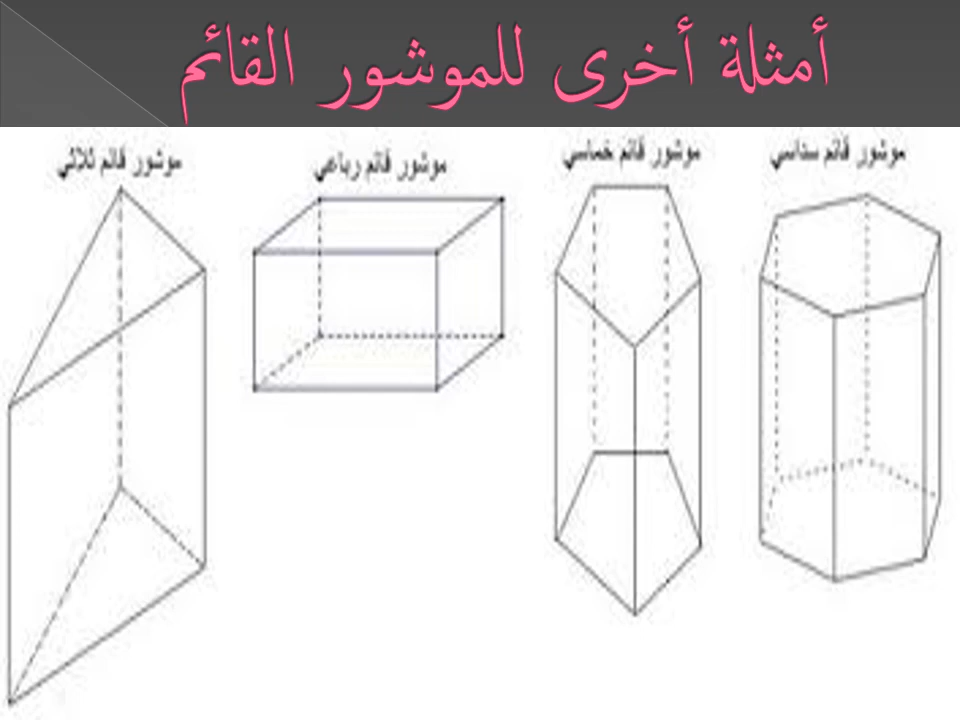 أمثلة أخرى للموشور القائم
موشور قائم سداسي
موشور قائم خماسي
موشور قائم رباعي
موشور قائم ثلاثي